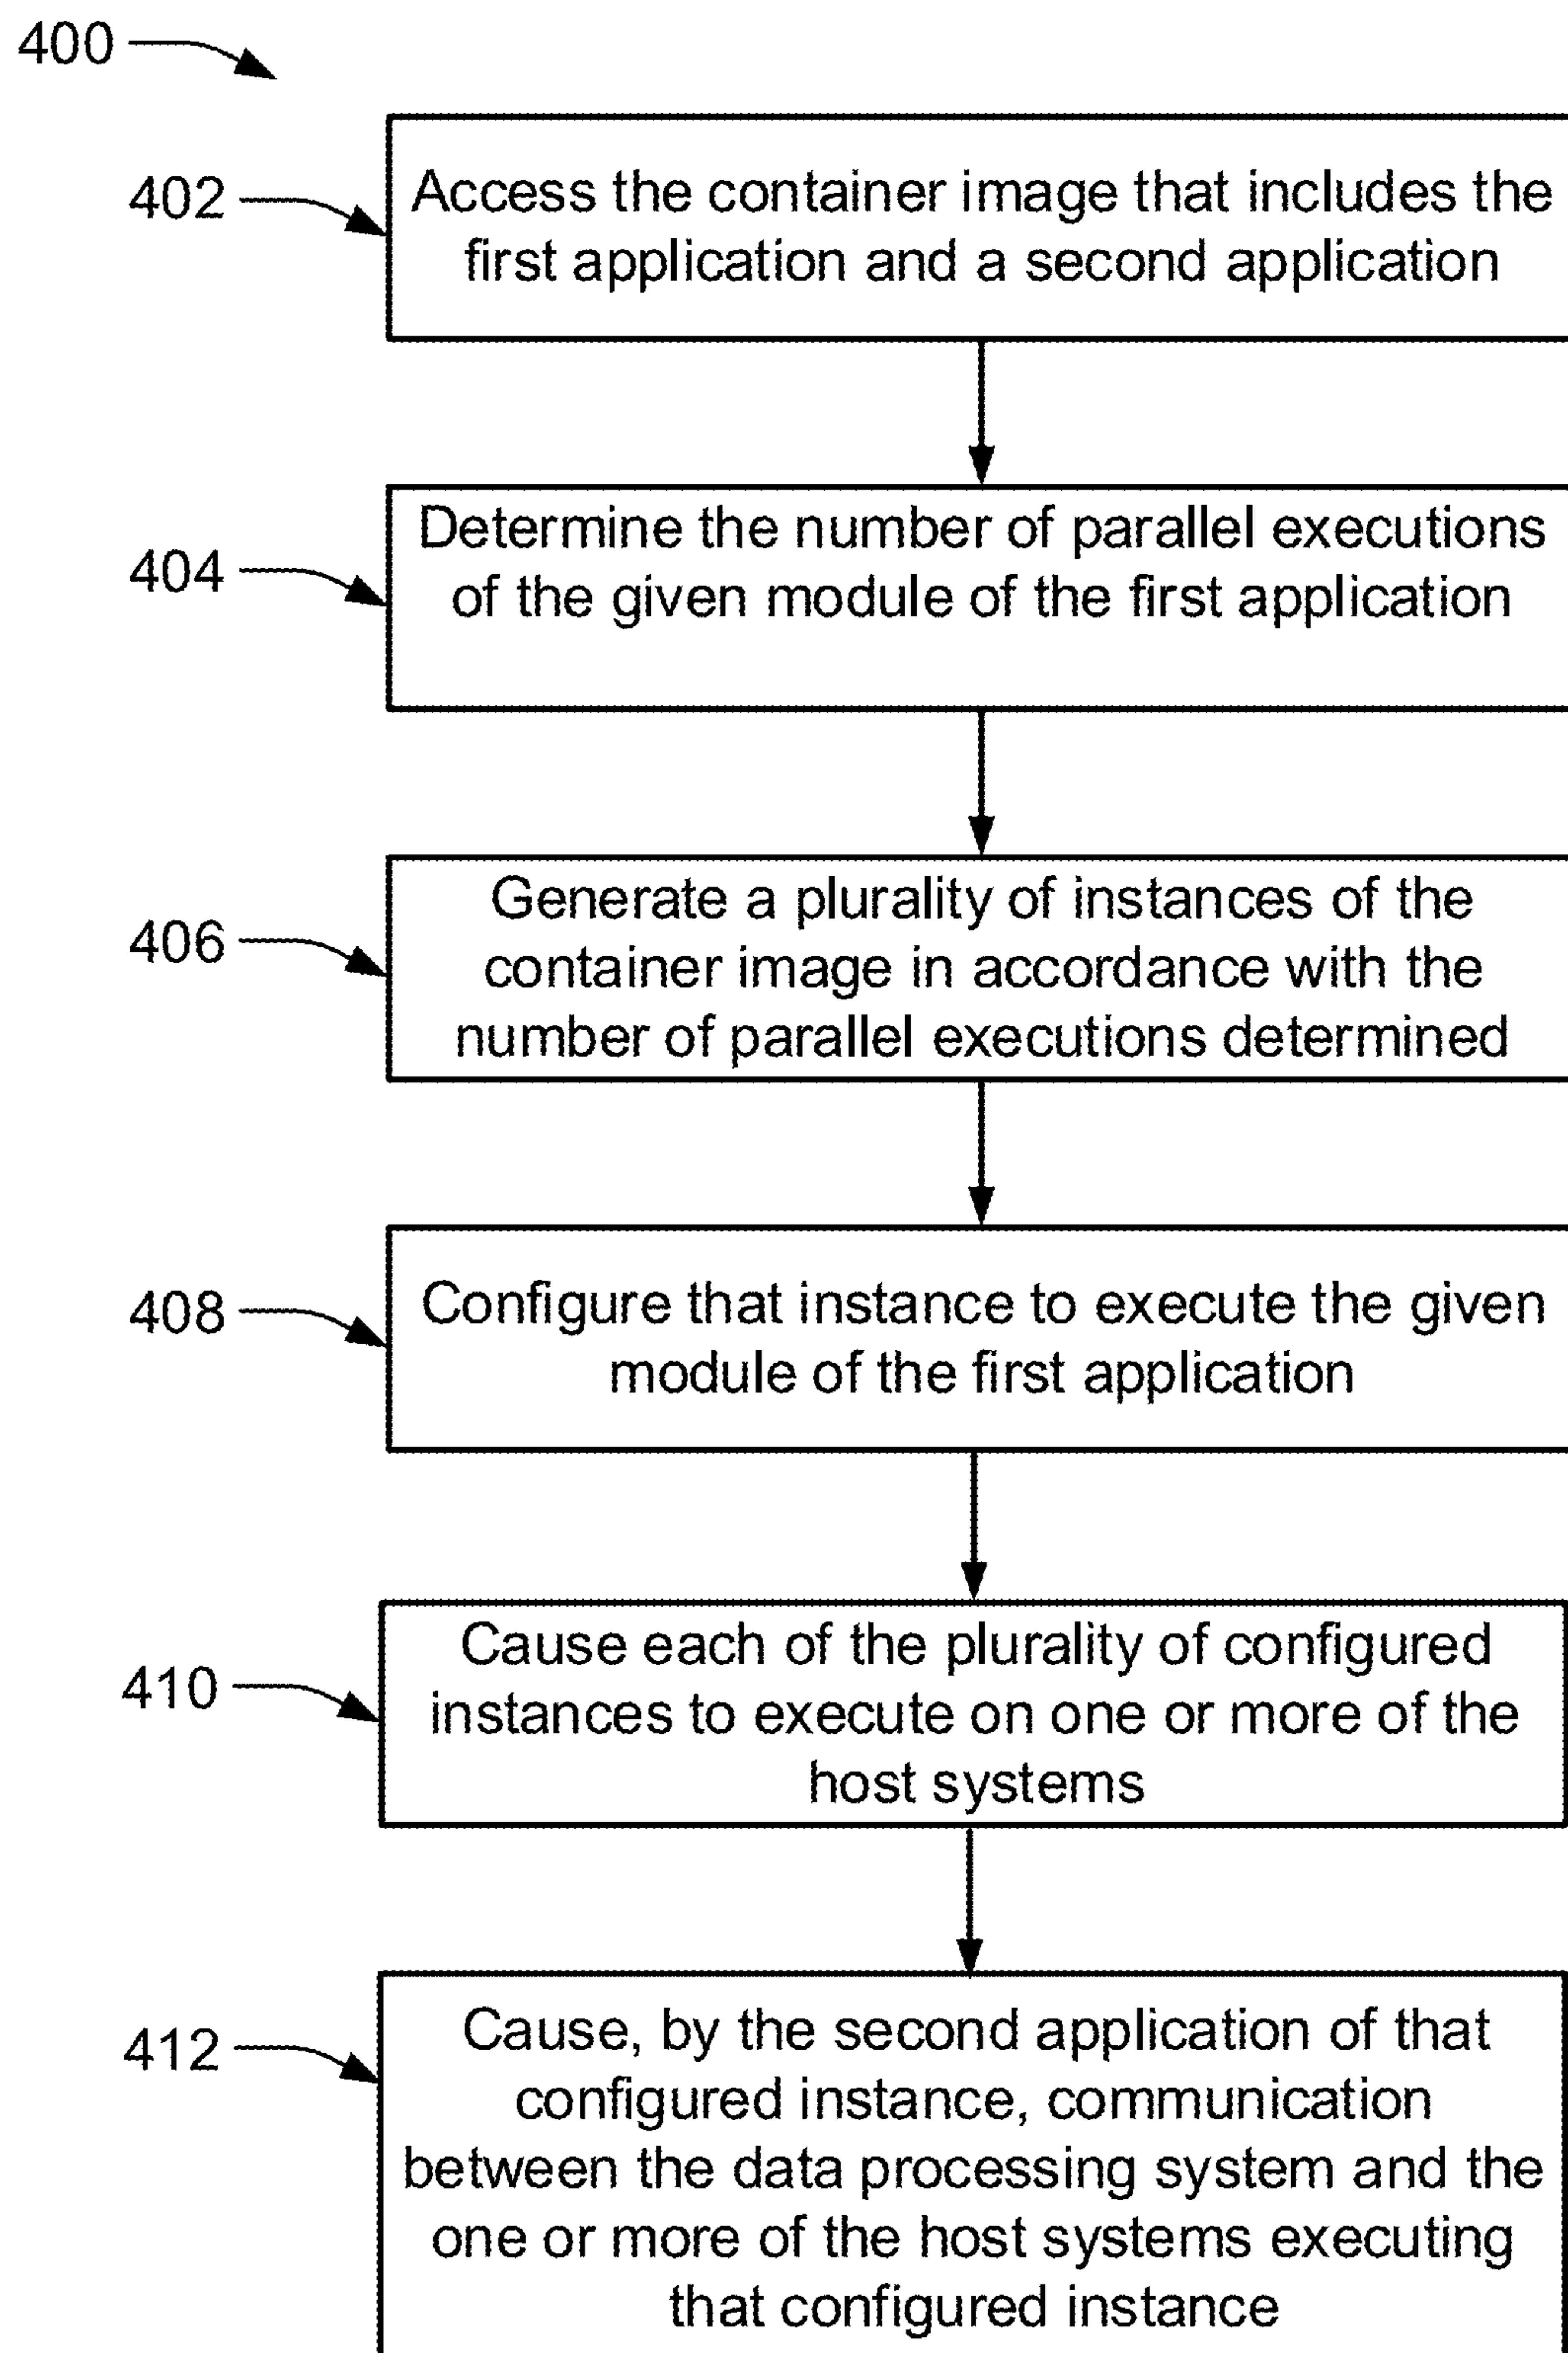 400
402
Access the container image that includes the
first application and a second application
404
Determine the number of parallel executions
of the given module of the first application
406
Generate a plurality of instances of the
container image in accordance with the
number of parallel executions determined
408
Configure that instance to execute the given
module of the first application
410
Cause each of the plurality of configured
instances to execute on one or more of the
host systems
412
Cause, by the second application of that
configured instance, communication
between the data processing system and the
one or more of the host systems executing
that configured instance